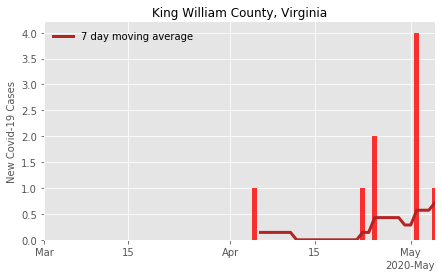 King William County, Virginia
7 day moving average
New Covid-19 Cases
4.0
3.5
3.0
2.5
2.0
1.5
1.0
0.5
0.0
Mar
15
Apr
15
May
2020-May